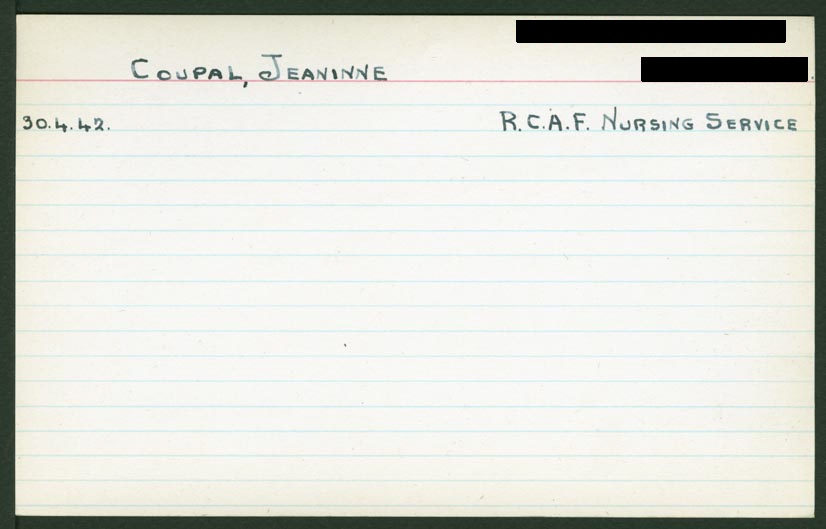 COUPAL, JEANINNE
30.4.42. R.C.A.F. NURSING SERVICE